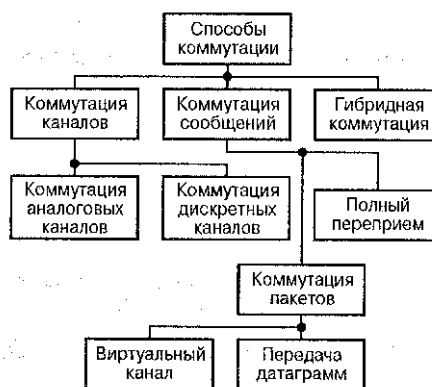 Способы
коммутации
Коммутация
каналов
Коммутация
сообщений
Гибридная
коммутация
Коммутация
аналоговых
каналов
Коммутация
дискретных
каналов
Полный
переприем
Коммутация
пакетов
Виртуальный
канал
Передача
датаграмм